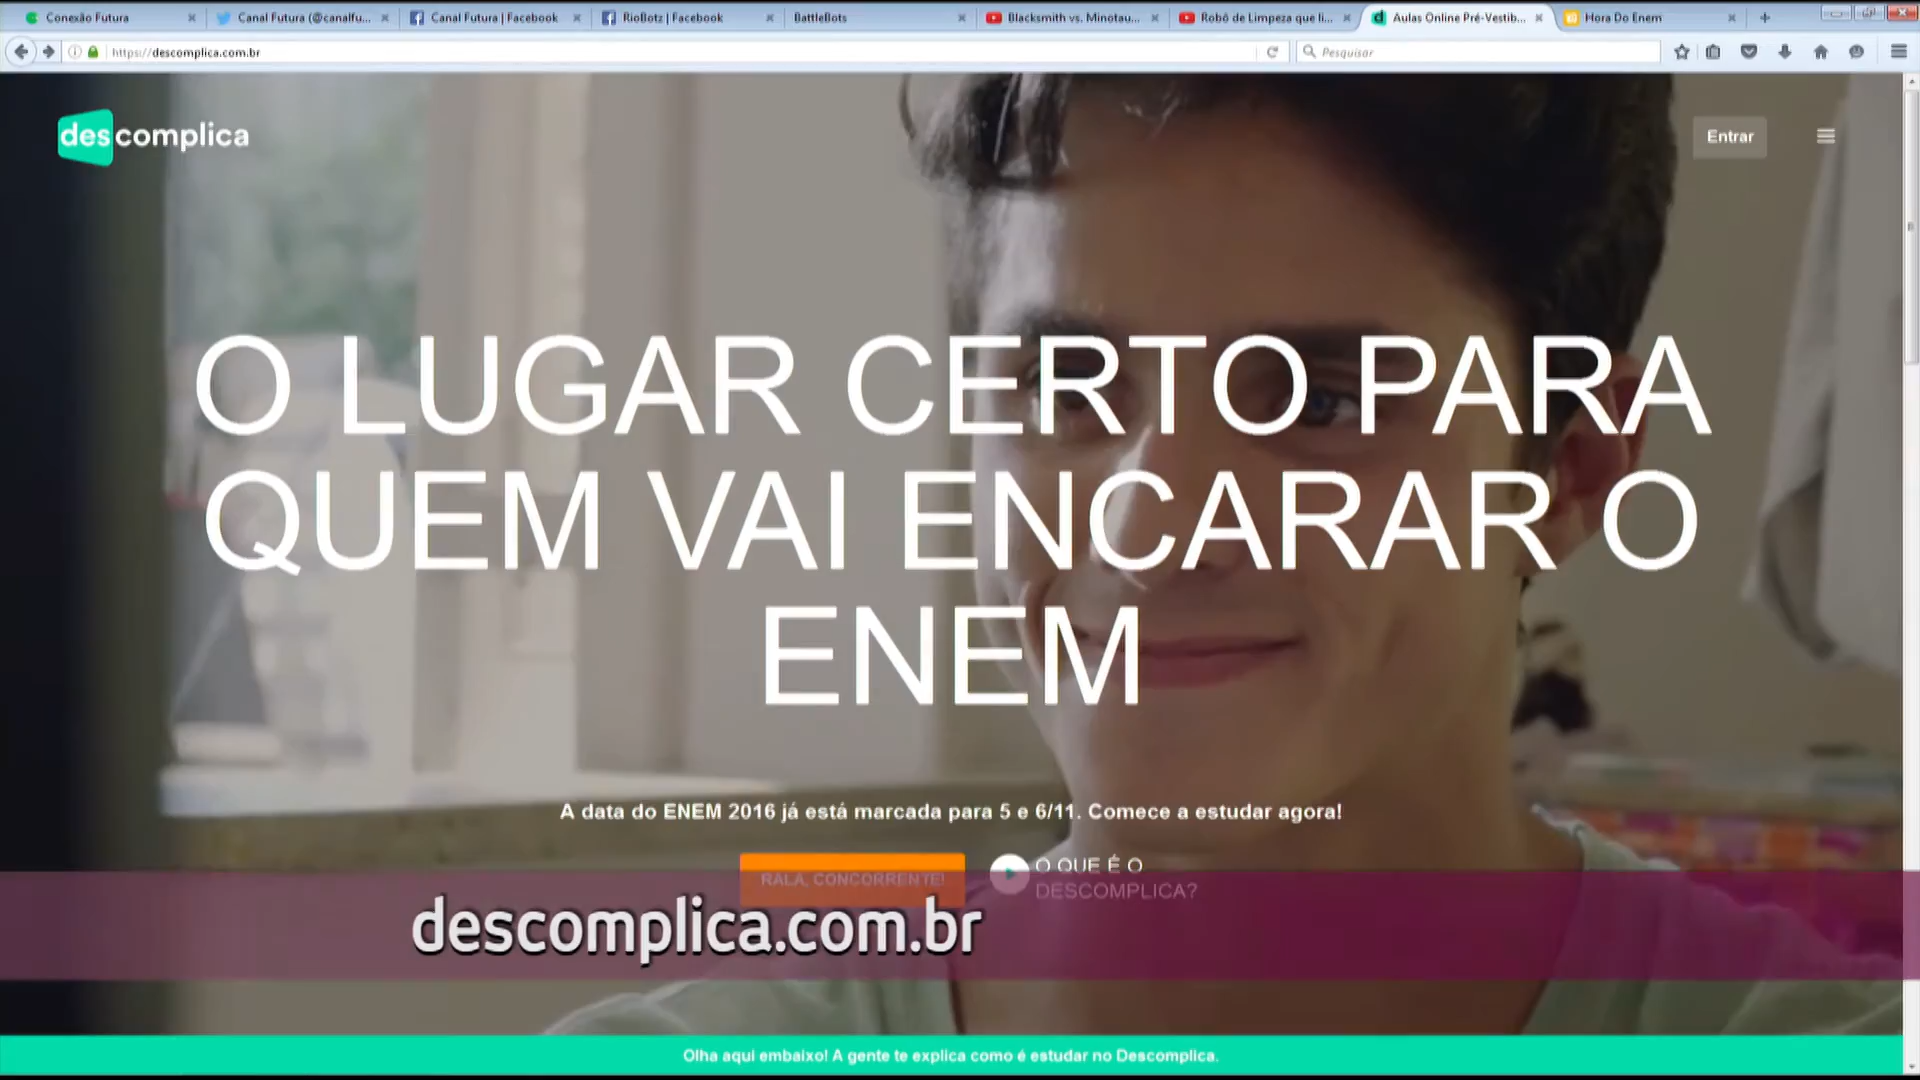 Conexão Futura
Canal Futura (@canalfu...
Canal Futura | Facebook
RioBotz | Facebook
BattleBots
Blacksmith vs. Minotau...
Robô de Limpeza que li...
Aulas Online Pré-Vestib...
Hora Do Enem
https://descomplica.com.br
Pesquisar
descomplica
Entrar
O LUGAR CERTO PARA
QUEM VAI ENCARAR O
ENEM
A data do ENEM 2016 já está marcada para 5 e 6/11. Comece a estudar agora!
RALA, CONCORRENTE!
O QUE É O
DESCOMPLICA?
descomplica.com.br
Olha aqui embaixo! A gente te explica como é estudar no Descomplica.